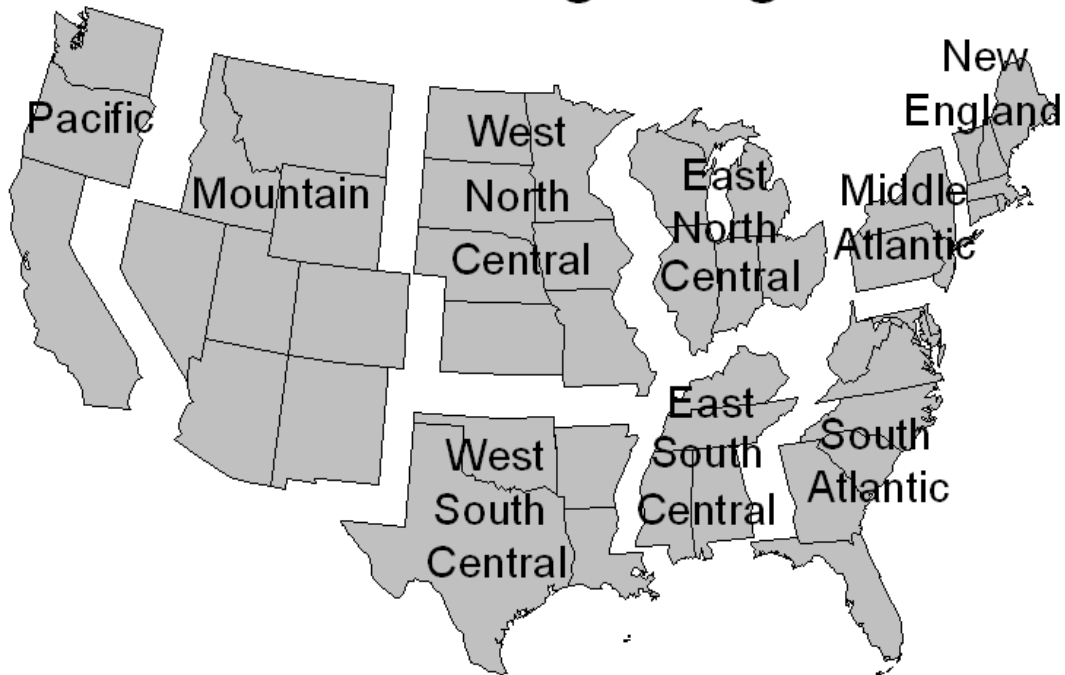 Pacific
Mountain
West
North
Central
East
North
Central
New
England
Middle
Atlantic
West
South
Central
East
South
Central
South
Atlantic